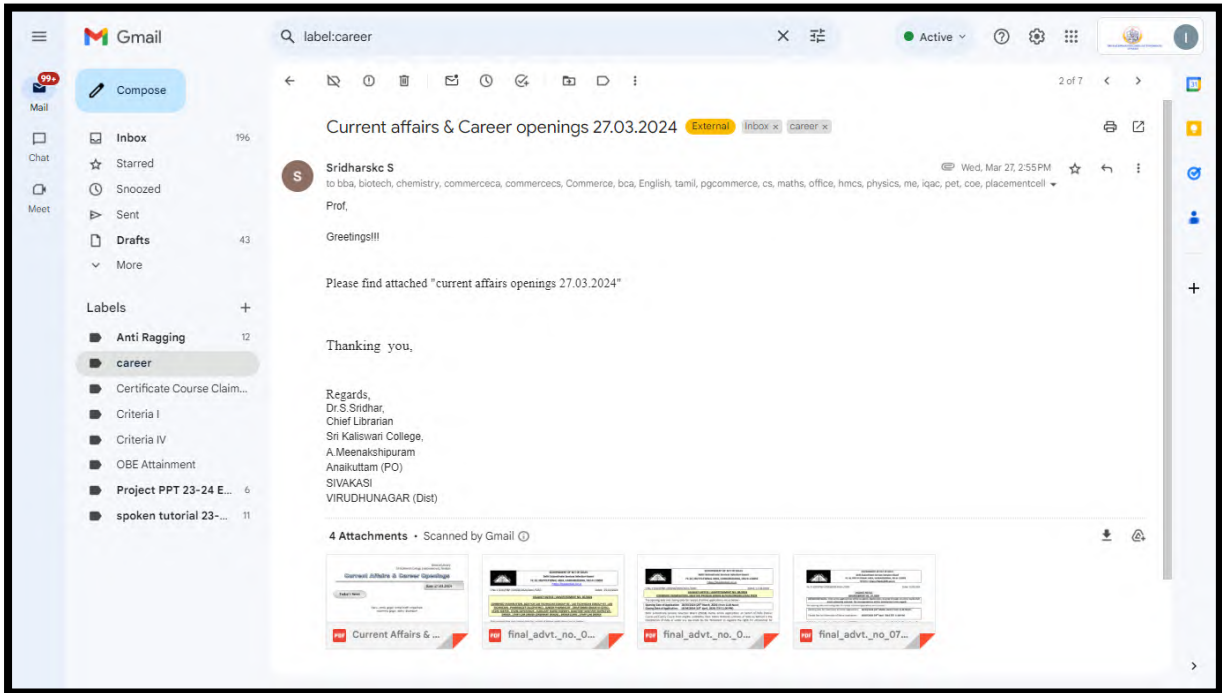 Gmail
label:career
Active
I
99+
Mail
Compose
2 of 7
31
Chat
Meet
Inbox 196
Starred
Snoozed
Sent
Drafts 43
More
Labels
Anti Ragging 12
career
Certificate Course Claim...
Criteria I
Criteria IV
OBE Attainment
Project PPT 23-24 E... 6
spoken tutorial 23-... 11
Current affairs & Career openings 27.03.2024 External Inbox x career x
S
Sridharskc S
Wed, Mar 27, 2:55 PM
to bba, biotech, chemistry, commerceca, commercecs, Commerce, bca, English, tamil, pgcommerce, cs, maths, office, hmcs, physics, me, iqac, pet, coe, placementcell
Prof,
Greetings!!!
Please find attached "current affairs openings 27.03.2024"
Thanking you,
Regards,
Dr.S.Sridhar,
Chief Librarian
Sri Kaliswari College,
A.Meenakshipuram
Anaikuttam (PO)
SIVAKASI
VIRUDHUNAGAR (Dist)
4 Attachments • Scanned by Gmail
Current Affairs & Career Openings
PDF Current Affairs & ...
PDF final_advt._no._0...
PDF final_advt._no._0...
PDF final_advt._no_07...